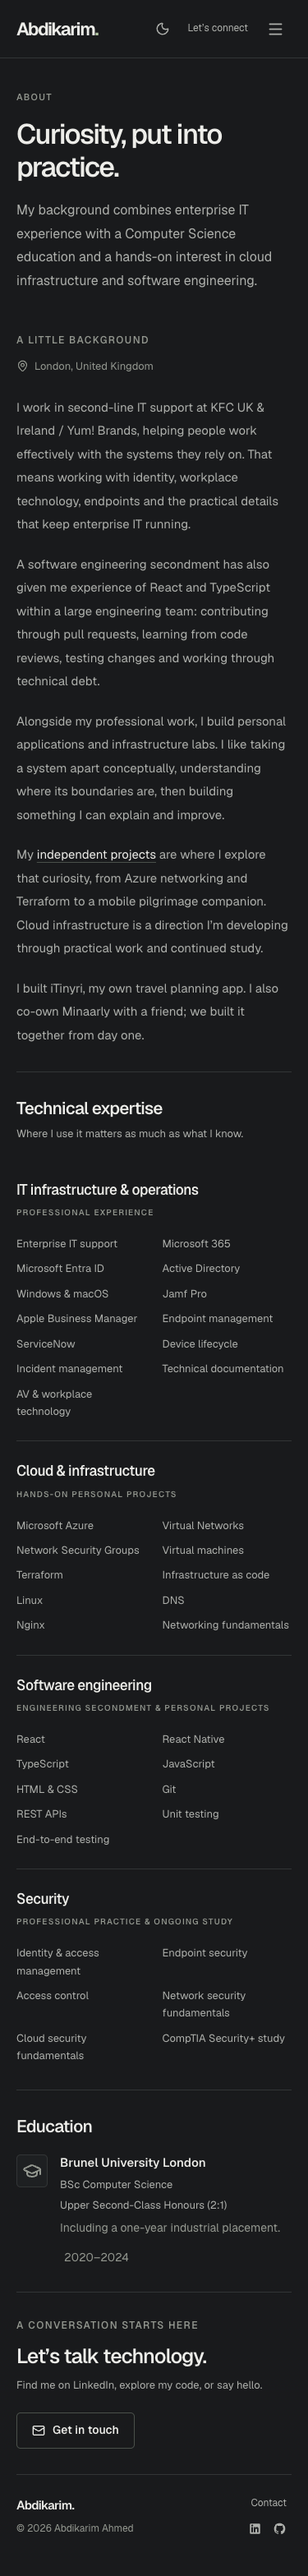 Abdikarim.
Let's connect
ABOUT
Curiosity, put into
practice.
My background combines enterprise IT
experience with a Computer Science
education and a hands-on interest in cloud
infrastructure and software engineering.
A LITTLE BACKGROUND
London, United Kingdom
I work in second-line IT support at KFC UK &
Ireland / Yum! Brands, helping people work
effectively with the systems they rely on. That
means working with identity, workplace
technology, endpoints and the practical details
that keep enterprise IT running.
A software engineering secondment has also
given me experience of React and TypeScript
within a large engineering team: contributing
through pull requests, learning from code
reviews, testing changes and working through
technical debt.
Alongside my professional work, I build personal
applications and infrastructure labs. I like taking
a system apart conceptually, understanding
where its boundaries are, then building
something I can explain and improve.
My independent projects are where I explore
that curiosity, from Azure networking and
Terraform to a mobile pilgrimage companion.
Cloud infrastructure is a direction I'm developing
through practical work and continued study.
I built iTinyri, my own travel planning app. I also
co-own Minaarly with a friend; we built it
together from day one.
Technical expertise
Where I use it matters as much as what I know.
IT infrastructure & operations
PROFESSIONAL EXPERIENCE
Enterprise IT support
Microsoft 365
Microsoft Entra ID
Active Directory
Windows & macOS
Jamf Pro
Apple Business Manager
Endpoint management
ServiceNow
Device lifecycle
Incident management
Technical documentation
AV & workplace
technology
Cloud & infrastructure
HANDS-ON PERSONAL PROJECTS
Microsoft Azure
Virtual Networks
Network Security Groups
Virtual machines
Terraform
Infrastructure as code
Linux
DNS
Nginx
Networking fundamentals
Software engineering
ENGINEERING SECONDMENT & PERSONAL PROJECTS
React
React Native
TypeScript
JavaScript
HTML & CSS
Git
REST APIs
Unit testing
End-to-end testing
Security
PROFESSIONAL PRACTICE & ONGOING STUDY
Identity & access
management
Endpoint security
Access control
Network security
fundamentals
Cloud security
fundamentals
CompTIA Security+ study
Education
Brunel University London
BSc Computer Science
Upper Second-Class Honours (2:1)
Including a one-year industrial placement.
2020–2024
A CONVERSATION STARTS HERE
Let's talk technology.
Find me on LinkedIn, explore my code, or say hello.
Get in touch
Abdikarim.
Contact
© 2026 Abdikarim Ahmed